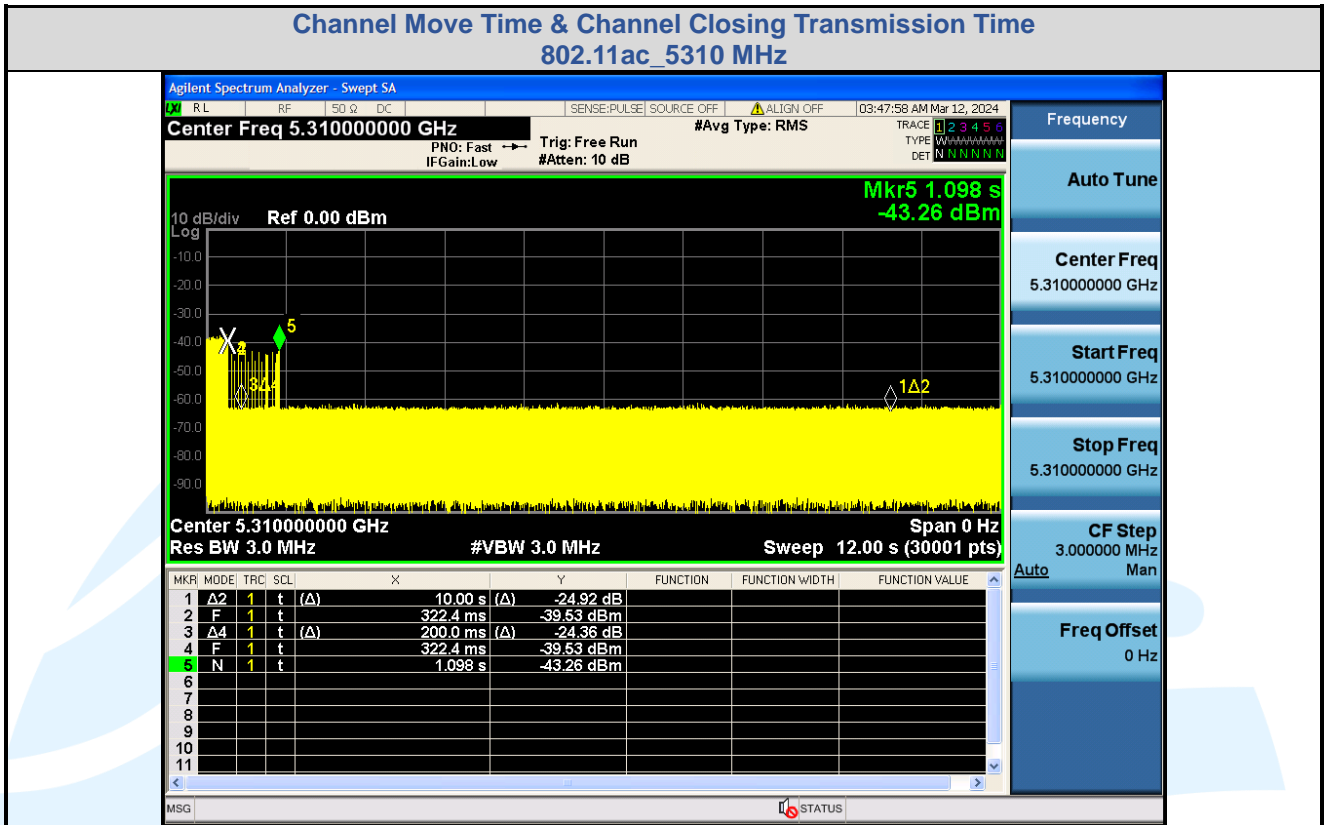 Channel Move Time & Channel Closing Transmission Time
802.11ac_5310 MHz
Agilent Spectrum Analyzer - Swept SA
LXI RL RF 50 Ω DC SENSE:PULSE SOURCE OFF ALIGN OFF 03:47:58 AM Mar 12, 2024
Center Freq 5.310000000 GHz #Avg Type: RMS TRACE 1 2 3 4 5 6
PNO: Fast Trig: Free Run TYPE W
IFGain:Low #Atten: 10 dB DET N N N N N N
Mkr5 1.098 s
-43.26 dBm
10 dB/div Ref 0.00 dBm
Log
-10.0
-20.0
-30.0
-40.0
-50.0
-60.0
-70.0
-80.0
-90.0
5
3Δ4
1Δ2
Center 5.310000000 GHz Span 0 Hz
Res BW 3.0 MHz #VBW 3.0 MHz Sweep 12.00 s (30001 pts)
MKR MODE TRC SCL X Y FUNCTION FUNCTION WIDTH FUNCTION VALUE
1 Δ2 1 t (Δ) 10.00 s (Δ) -24.92 dB
2 F 1 t 322.4 ms -39.53 dBm
3 Δ4 1 t (Δ) 200.0 ms (Δ) -24.36 dB
4 F 1 t 322.4 ms -39.53 dBm
5 N 1 t 1.098 s -43.26 dBm
6
7
8
9
10
11
MSG STATUS
Frequency
Auto Tune
Center Freq
5.310000000 GHz
Start Freq
5.310000000 GHz
Stop Freq
5.310000000 GHz
CF Step
3.000000 MHz
Auto Man
Freq Offset
0 Hz